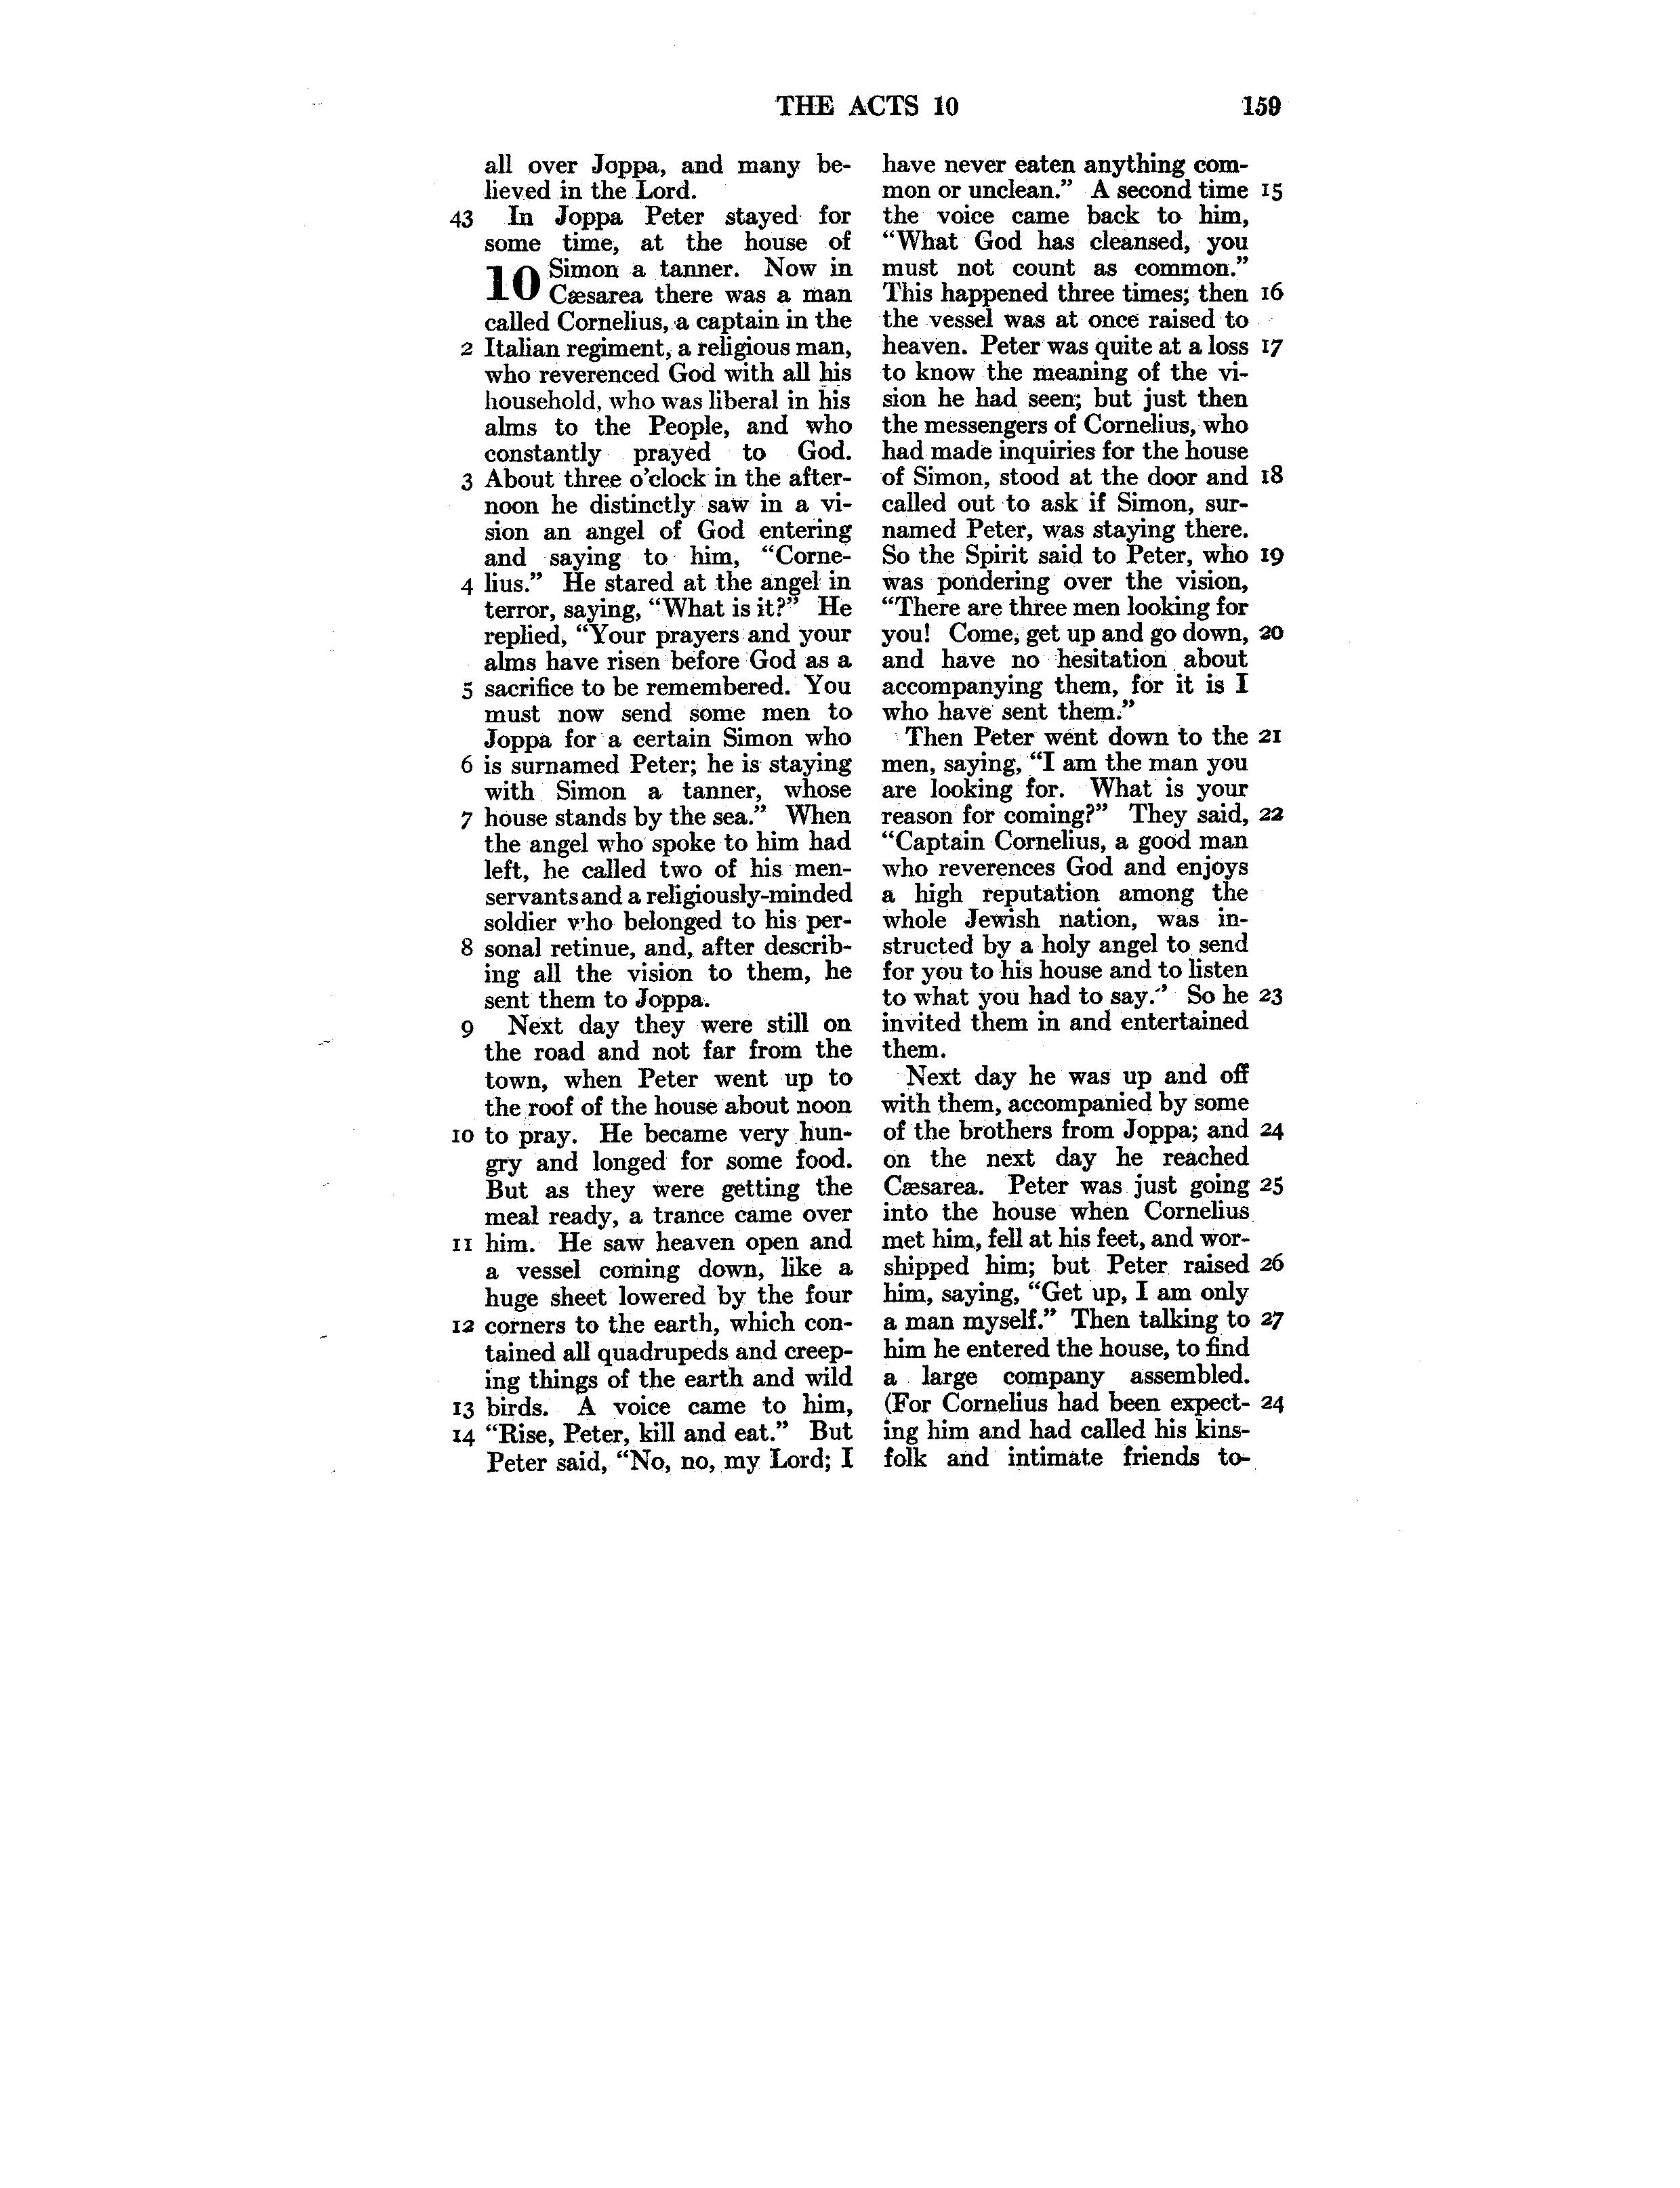 THE ACTS 10 159
all over Joppa, and many be-
lieved in the Lord.
43 In Joppa Peter stayed for
some time, at the house of
10 Simon a tanner. Now in
Cæsarea there was a man
called Cornelius, a captain in the
2 Italian regiment, a religious man,
who reverenced God with all his
household, who was liberal in his
alms to the People, and who
constantly prayed to God.
3 About three o'clock in the after-
noon he distinctly saw in a vi-
sion an angel of God entering
and saying to him, “Corne-
4 lius.” He stared at the angel in
terror, saying, “What is it?” He
replied, “Your prayers and your
alms have risen before God as a
5 sacrifice to be remembered. You
must now send some men to
Joppa for a certain Simon who
6 is surnamed Peter; he is staying
with Simon a tanner, whose
7 house stands by the sea.” When
the angel who spoke to him had
left, he called two of his men-
servants and a religiously-minded
soldier who belonged to his per-
8 sonal retinue, and, after describ-
ing all the vision to them, he
sent them to Joppa.
9 Next day they were still on
the road and not far from the
town, when Peter went up to
the roof of the house about noon
10 to pray. He became very hun-
gry and longed for some food.
But as they were getting the
meal ready, a trance came over
11 him. He saw heaven open and
a vessel coming down, like a
huge sheet lowered by the four
12 corners to the earth, which con-
tained all quadrupeds and creep-
ing things of the earth and wild
13 birds. A voice came to him,
14 “Rise, Peter, kill and eat.” But
Peter said, “No, no, my Lord; I
have never eaten anything com-
mon or unclean.” A second time 15
the voice came back to him,
“What God has cleansed, you
must not count as common.”
This happened three times; then 16
the vessel was at once raised to
heaven. Peter was quite at a loss 17
to know the meaning of the vi-
sion he had seen; but just then
the messengers of Cornelius, who
had made inquiries for the house
of Simon, stood at the door and 18
called out to ask if Simon, sur-
named Peter, was staying there.
So the Spirit said to Peter, who 19
was pondering over the vision,
“There are three men looking for
you! Come, get up and go down, 20
and have no hesitation about
accompanying them, for it is I
who have sent them.”
Then Peter went down to the 21
men, saying, “I am the man you
are looking for. What is your
reason for coming?” They said, 22
“Captain Cornelius, a good man
who reverences God and enjoys
a high reputation among the
whole Jewish nation, was in-
structed by a holy angel to send
for you to his house and to listen
to what you had to say.” So he 23
invited them in and entertained
them.
Next day he was up and off
with them, accompanied by some
of the brothers from Joppa; and 24
on the next day he reached
Cæsarea. Peter was just going 25
into the house when Cornelius
met him, fell at his feet, and wor-
shipped him; but Peter raised 26
him, saying, “Get up, I am only
a man myself.” Then talking to 27
him he entered the house, to find
a large company assembled.
(For Cornelius had been expect- 24
ing him and had called his kins-
folk and intimate friends to-